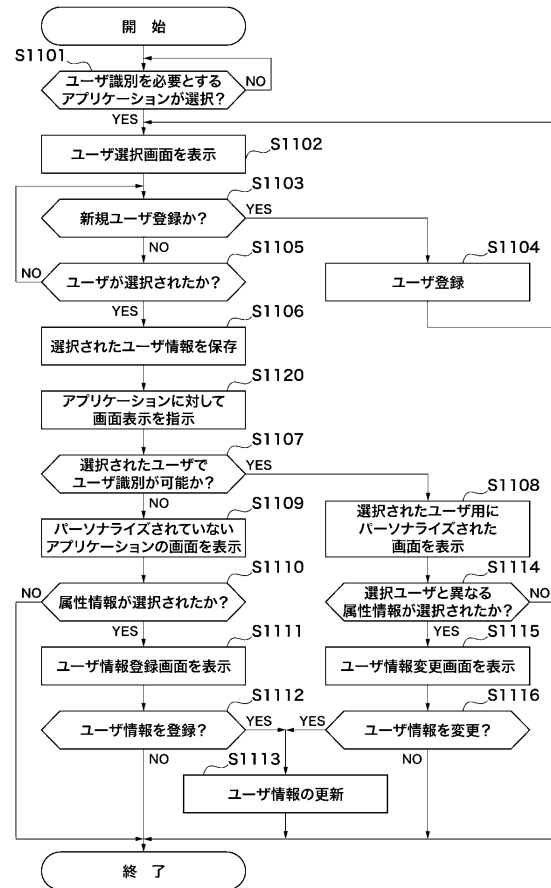 開 始
S1101
ユーザ識別を必要とする
アプリケーションが選択？
NO
YES
S1102
ユーザ選択画面を表示
S1103
新規ユーザ登録か？
YES
NO
S1104
ユーザ登録
S1105
ユーザが選択されたか？
NO
YES
S1106
選択されたユーザ情報を保存
S1120
アプリケーションに対して
画面表示を指示
S1107
選択されたユーザで
ユーザ識別が可能か？
YES
NO
S1108
選択されたユーザ用に
パーソナライズされた
画面を表示
S1109
パーソナライズされていない
アプリケーションの画面を表示
S1110
属性情報が選択されたか？
NO
YES
S1114
選択ユーザと異なる
属性情報が選択されたか？
NO
YES
S1111
ユーザ情報登録画面を表示
S1115
ユーザ情報変更画面を表示
S1112
ユーザ情報を登録？
YES
NO
S1116
ユーザ情報を変更？
YES
NO
S1113
ユーザ情報の更新
終 了